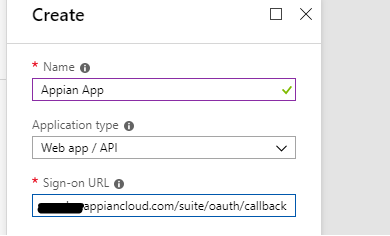 Create
* Name
Appian App
Application type
Web app / API
* Sign-on URL
appiancloud.com/suite/oauth/callback